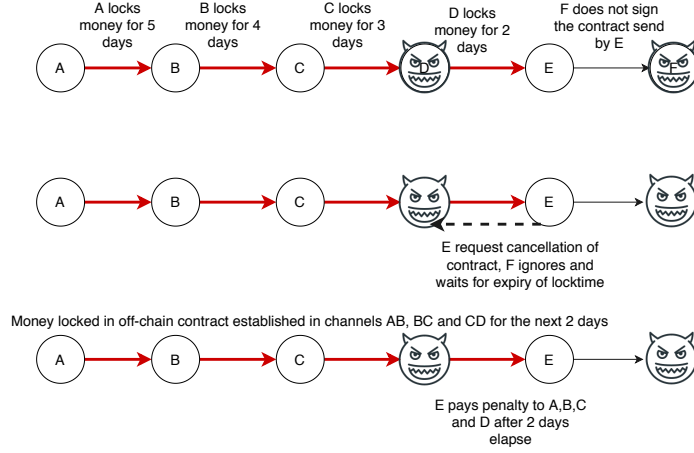 A locks
money for 5
days
B locks
money for 4
days
C locks
money for 3
days
D locks
money for 2
days
F does not sign
the contract send
by E
A
B
C
D
E
F
A
B
C
E
E request cancellation of
contract, F ignores and
waits for expiry of locktime
Money locked in off-chain contract established in channels AB, BC and CD for the next 2 days
A
B
C
E
E pays penalty to A,B,C
and D after 2 days
elapse